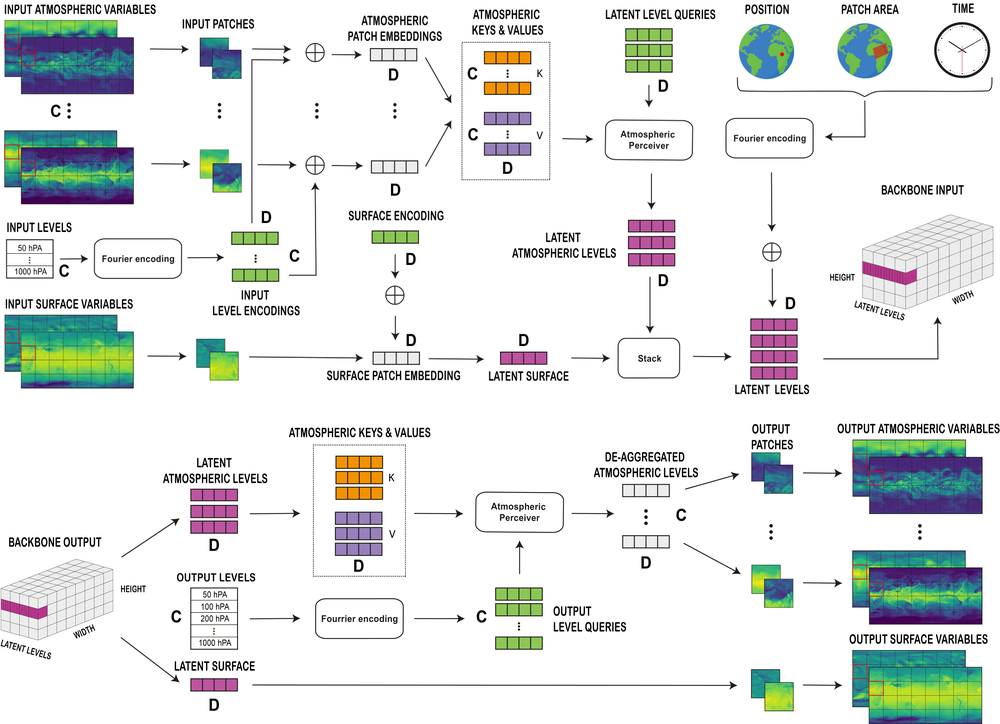 INPUT ATMOSPHERIC VARIABLES
INPUT PATCHES
ATMOSPHERIC
PATCH EMBEDDINGS
D
ATMOSPHERIC
KEYS & VALUES
C
K
C
V
D
LATENT LEVEL QUERIES
D
POSITION
PATCH AREA
TIME
C
D
Atmospheric
Perceiver
Fourier encoding
BACKBONE INPUT
HEIGHT
LATENT LEVELS
WIDTH
INPUT LEVELS
50 hPA
1000 hPA
C
Fourier encoding
D
C
INPUT
LEVEL ENCODINGS
SURFACE ENCODING
D
LATENT
ATMOSPHERIC LEVELS
D
D
INPUT SURFACE VARIABLES
D
SURFACE PATCH EMBEDDING
D
LATENT SURFACE
Stack
D
LATENT LEVELS
BACKBONE OUTPUT
HEIGHT
WIDTH
LATENT LEVELS
LATENT
ATMOSPHERIC LEVELS
D
ATMOSPHERIC KEYS & VALUES
K
V
D
Atmospheric
Perceiver
DE-AGGREGATED
ATMOSPHERIC LEVELS
C
D
OUTPUT
PATCHES
OUTPUT ATMOSPHERIC VARIABLES
OUTPUT LEVELS
C
50 hPA
100 hPA
200 hPA
1000 hPA
Fourrier encoding
C
OUTPUT
LEVEL QUERIES
LATENT SURFACE
D
OUTPUT SURFACE VARIABLES